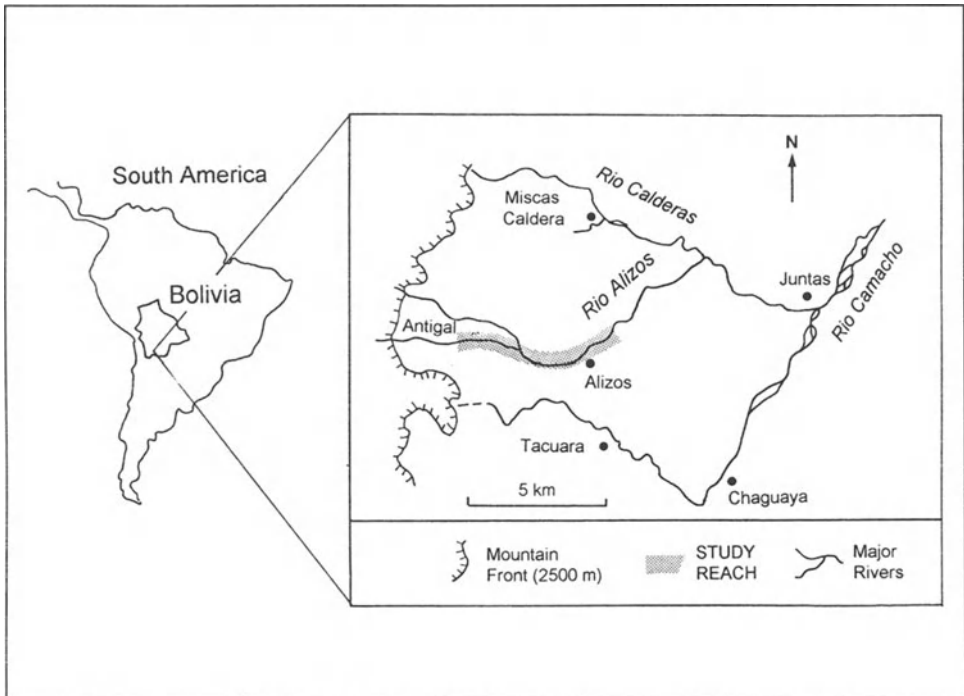 South America
Bolivia
N
Miscas
Caldera
Rio Calderas
Rio Alizos
Juntas
Rio Camacho
Antigal
Alizos
Tacuara
Chaguaya
5 km
Mountain
Front (2500 m)
STUDY
REACH
Major
Rivers